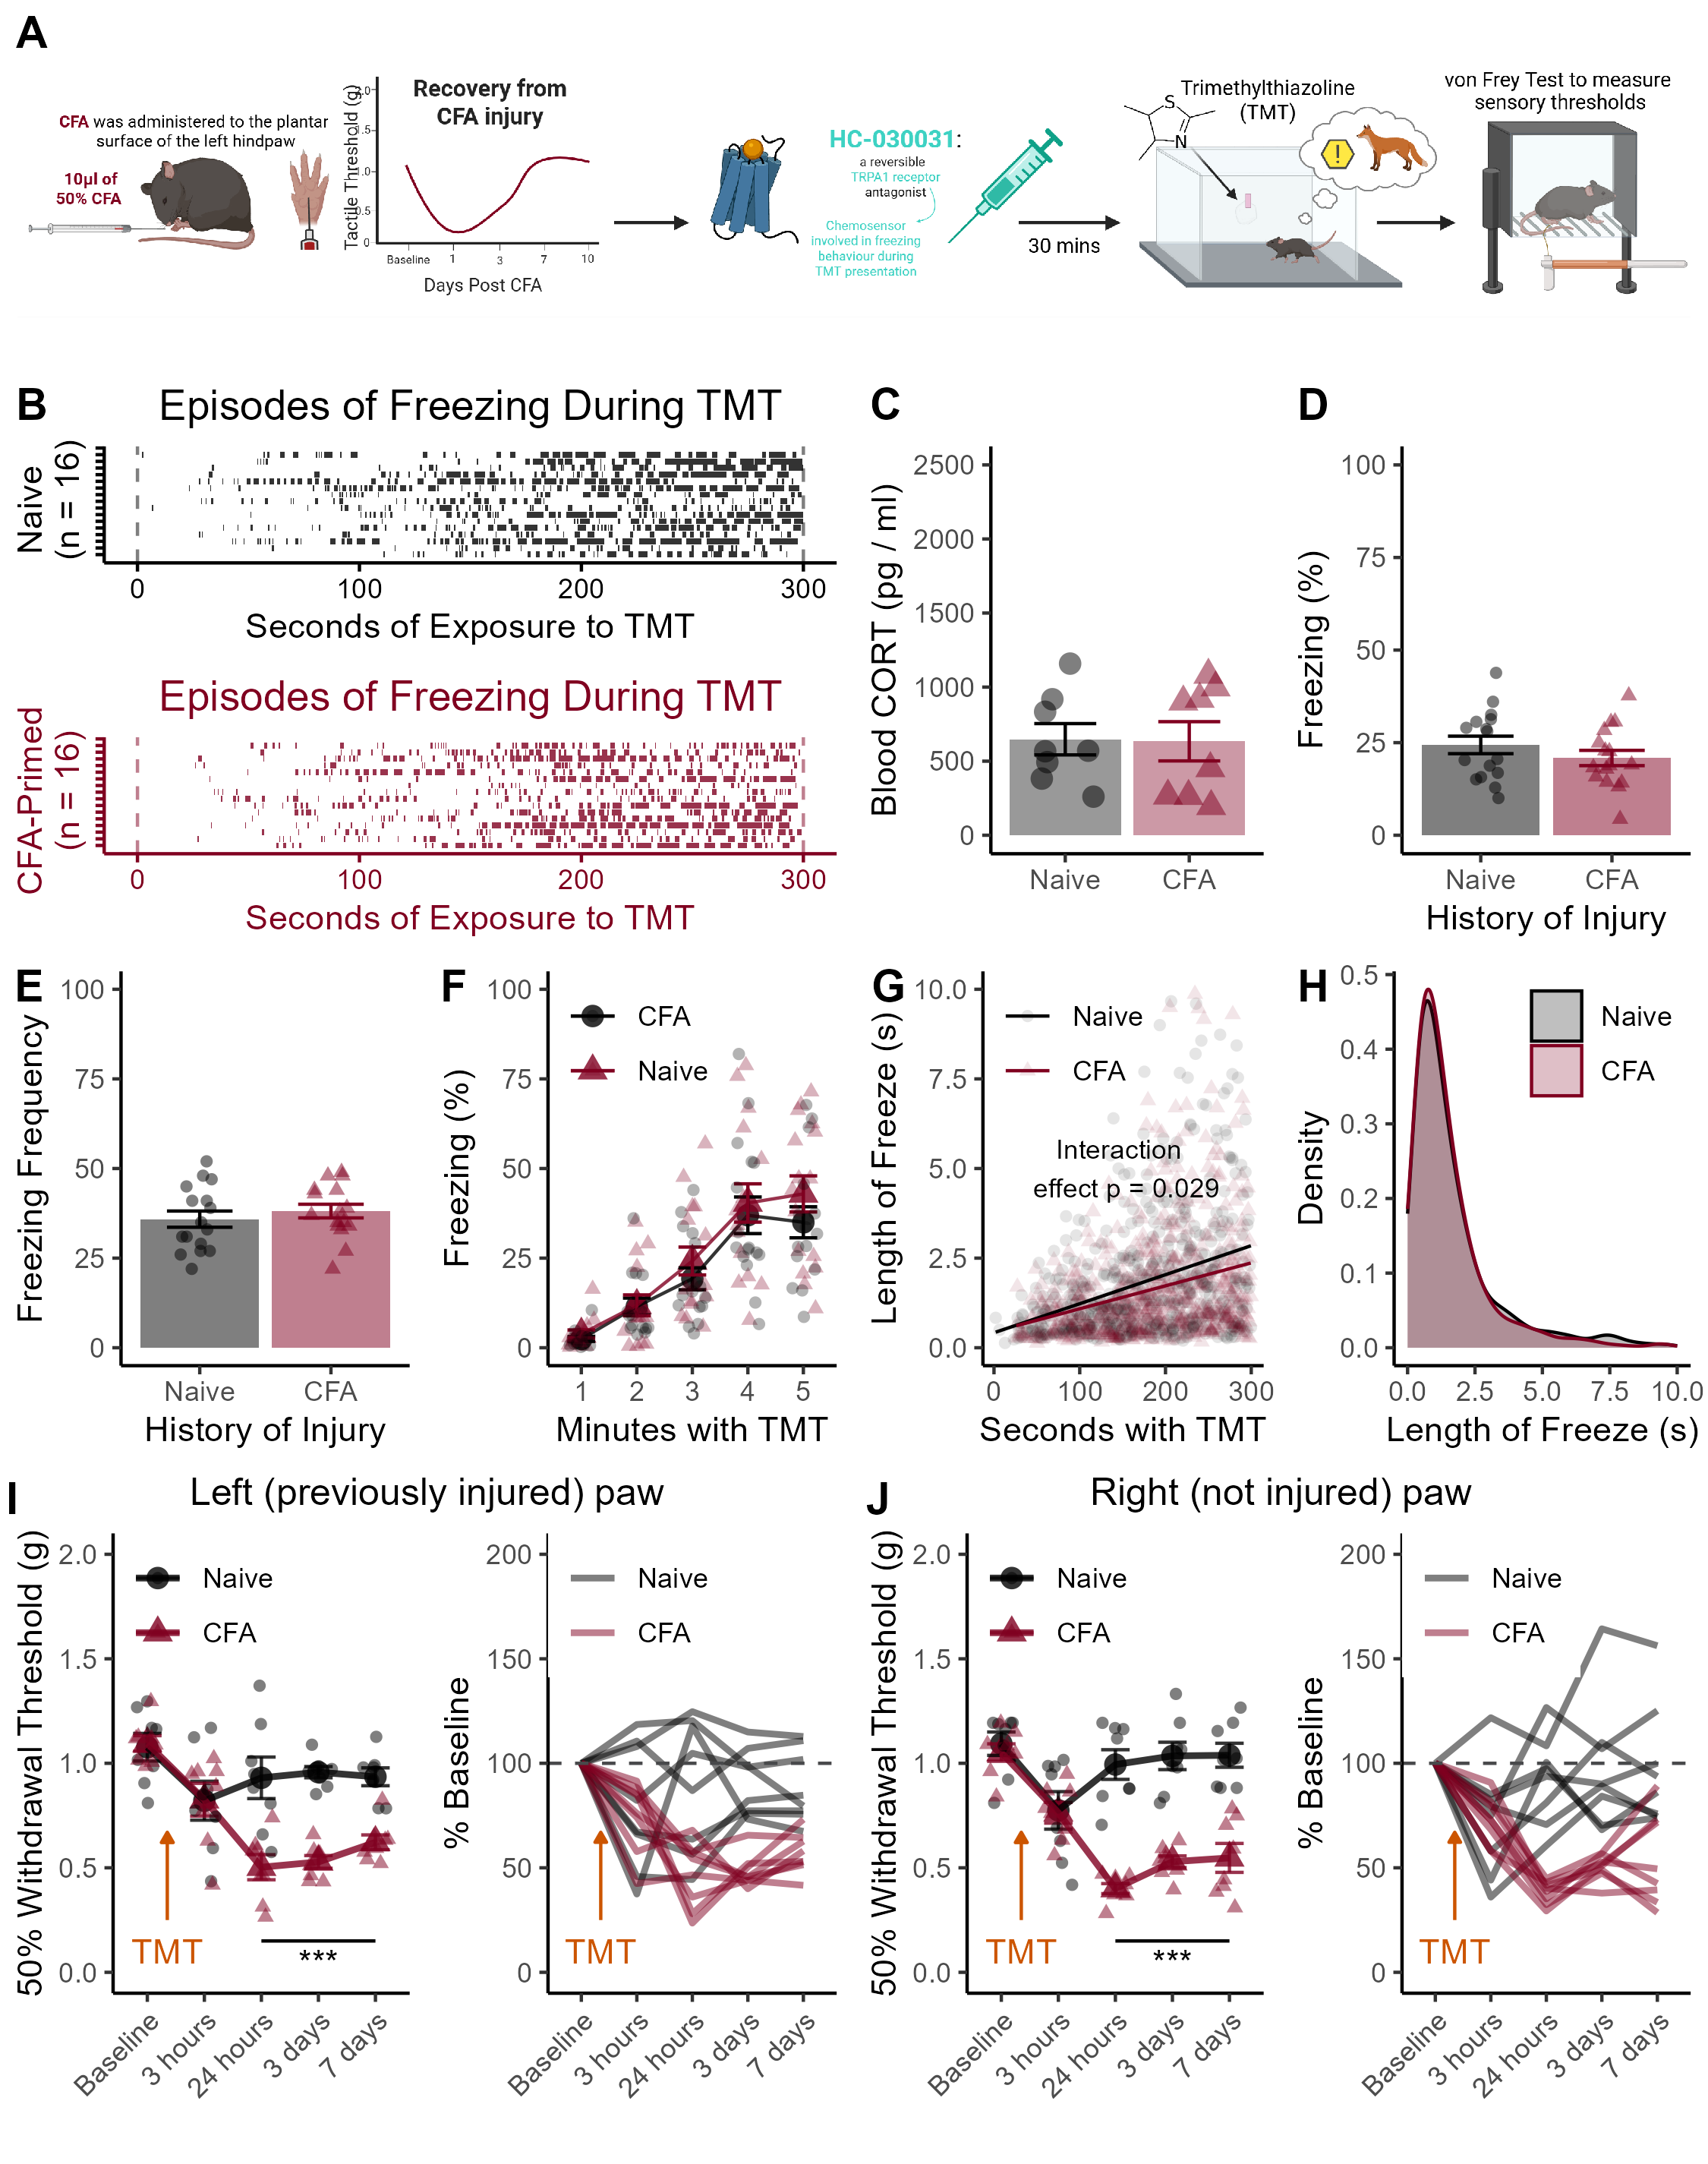 A
CFA was administered to the plantar
surface of the left hindpaw
10µl of
50% CFA
Recovery from
CFA injury
Tactile Threshold (g)
2.0
1.5
1.0
0.5
0
Baseline 1 3 7 10
Days Post CFA
HC-030031:
a reversible
TRPA1 receptor
antagonist
Chemosensor
involved in freezing
behaviour during
TMT presentation
30 mins
Trimethylthiazoline
(TMT)
S
N
!
von Frey Test to measure
sensory thresholds
B
Episodes of Freezing During TMT
Naive
(n = 16)
0 100 200 300
Seconds of Exposure to TMT
Episodes of Freezing During TMT
CFA-Primed
(n = 16)
0 100 200 300
Seconds of Exposure to TMT
C
Blood CORT (pg / ml)
2500
2000
1500
1000
500
0
Naive CFA
D
Freezing (%)
100
75
50
25
0
Naive CFA
History of Injury
E
Freezing Frequency
100
75
50
25
0
Naive CFA
History of Injury
F
Freezing (%)
100
75
50
25
0
CFA
Naive
1 2 3 4 5
Minutes with TMT
G
Length of Freeze (s)
10.0
7.5
5.0
2.5
0.0
Naive
CFA
Interaction
effect p = 0.029
0 100 200 300
Seconds with TMT
H
Density
0.5
0.4
0.3
0.2
0.1
0.0
Naive
CFA
0.0 2.5 5.0 7.5 10.0
Length of Freeze (s)
I
Left (previously injured) paw
50% Withdrawal Threshold (g)
2.0
1.5
1.0
0.5
0.0
Naive
CFA
TMT
***
Baseline 3 hours 24 hours 3 days 7 days
% Baseline
200
150
100
50
0
Naive
CFA
TMT
Baseline 3 hours 24 hours 3 days 7 days
J
Right (not injured) paw
50% Withdrawal Threshold (g)
2.0
1.5
1.0
0.5
0.0
Naive
CFA
TMT
***
Baseline 3 hours 24 hours 3 days 7 days
% Baseline
200
150
100
50
0
Naive
CFA
TMT
Baseline 3 hours 24 hours 3 days 7 days